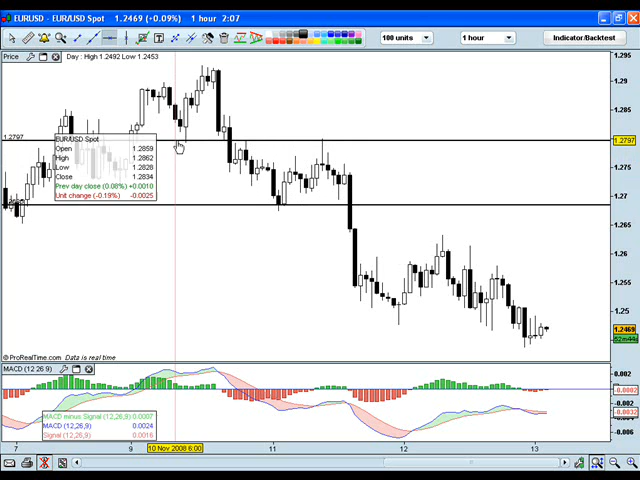 EURUSD - EUR/USD Spot 1.2469 (+0.09%) 1 hour 2:07
100 units 1 hour Indicator/Backtest
Price Day : High 1.2492 Low 1.2453
1.295
1.29
1.285
1.2797 1.2797
EUR/USD Spot
Open 1.2859
High 1.2862
Low 1.2828
Close 1.2834
Prev day close (0.08%) +0.0010
Unit change (-0.19%) -0.0025
1.275
1.27
1.265
1.26
1.255
1.25
1.2469
52m44s
© ProRealTime.com Data is real time
MACD (12 26 9)
0.002
-0.0002
-0.002
-0.0032
-0.006
MACD minus Signal (12,26,9) 0.0007
MACD (12,26,9) 0.0024
Signal (12,26,9) 0.0016
7 9 10 Nov 2008 6:00 11 12 13